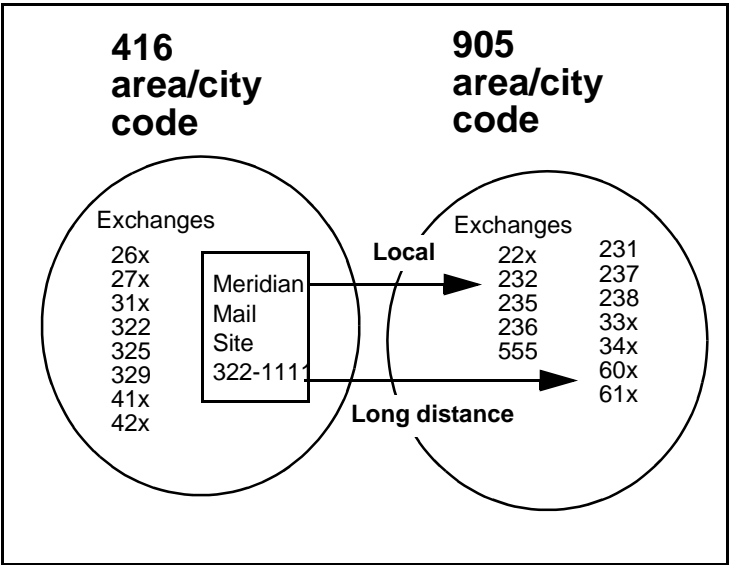 416
area/city
code
905
area/city
code
Exchanges
26x
27x
31x
322
325
329
41x
42x
Meridian
Mail
Site
322-1111
Local
Long distance
Exchanges
22x
232
235
236
555
231
237
238
33x
34x
60x
61x